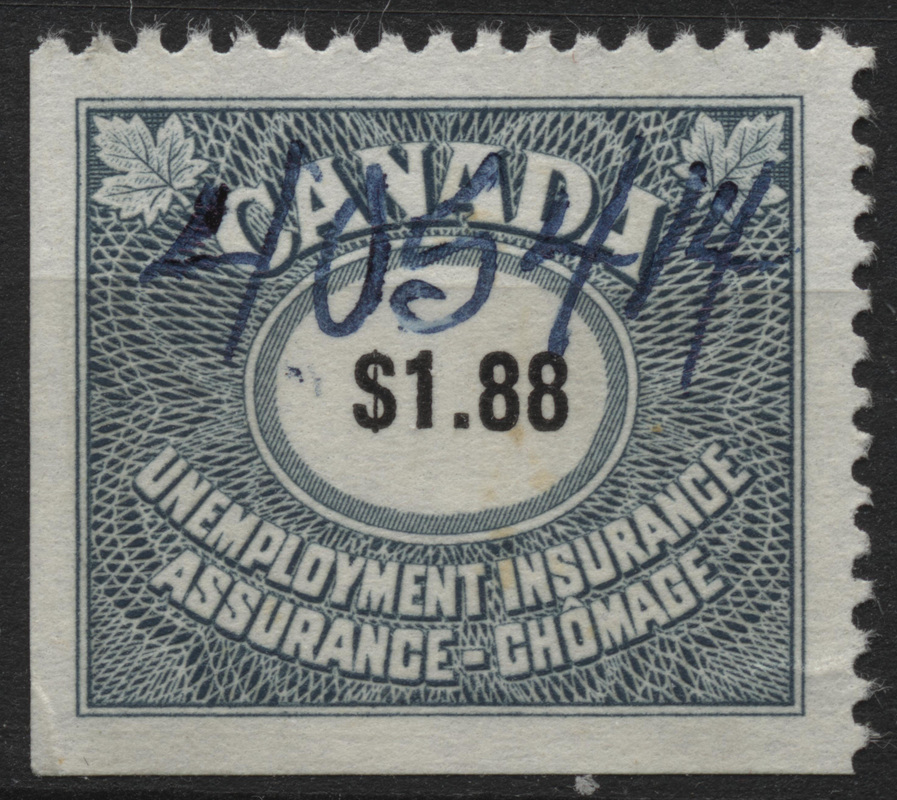 CANADA
$1.88
UNEMPLOYMENT INSURANCE
ASSURANCE-CHÔMAGE